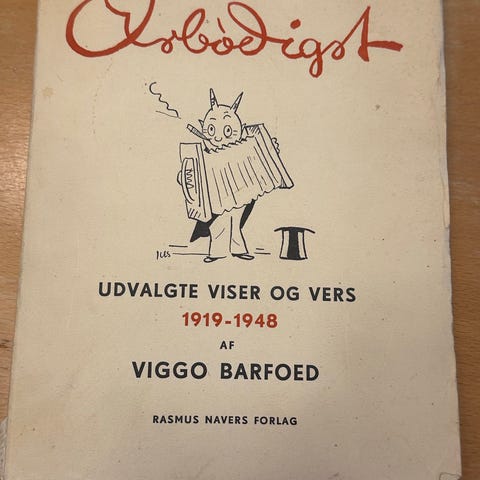 Ærbødigst
UDVALGTE VISER OG VERS
1919-1948
AF
VIGGO BARFOED
RASMUS NAVERS FORLAG